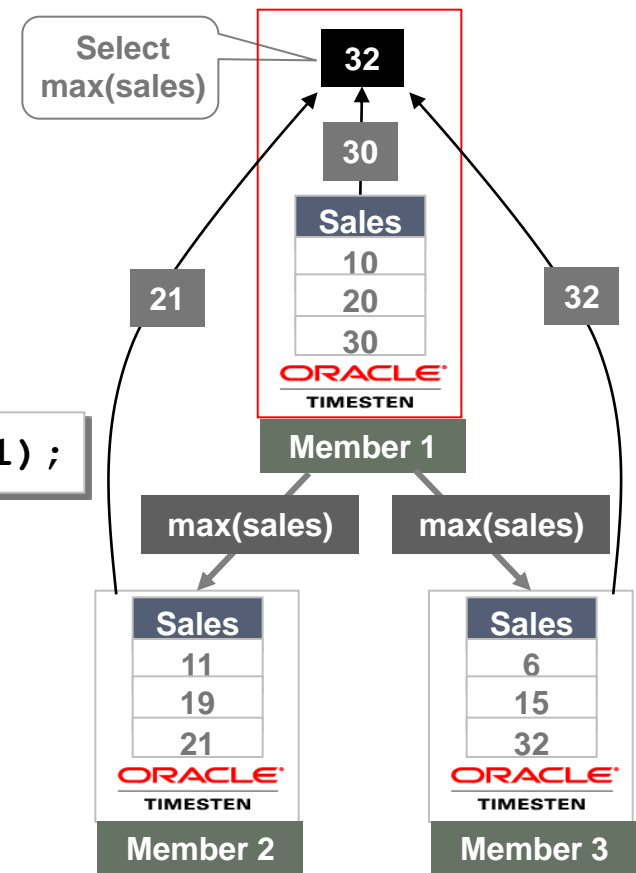 Select
max(sales)
32
30
Sales
10
20
30
ORACLE
TIMESTEN
21
32
1);
Member 1
max(sales)
max(sales)
Sales
11
19
21
ORACLE
TIMESTEN
Member 2
Sales
6
15
32
ORACLE
TIMESTEN
Member 3